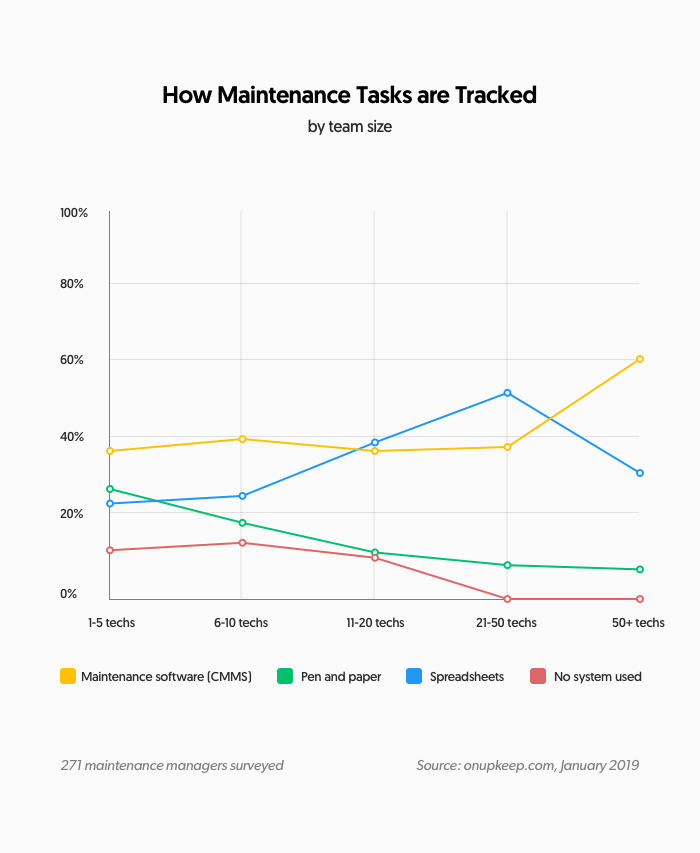 How Maintenance Tasks are Tracked
by team size
100%
80%
60%
40%
20%
0%
1-5 techs 6-10 techs 11-20 techs 21-50 techs 50+ techs
Maintenance software (CMMS) Pen and paper Spreadsheets No system used
271 maintenance managers surveyed Source: onupkeep.com, January 2019